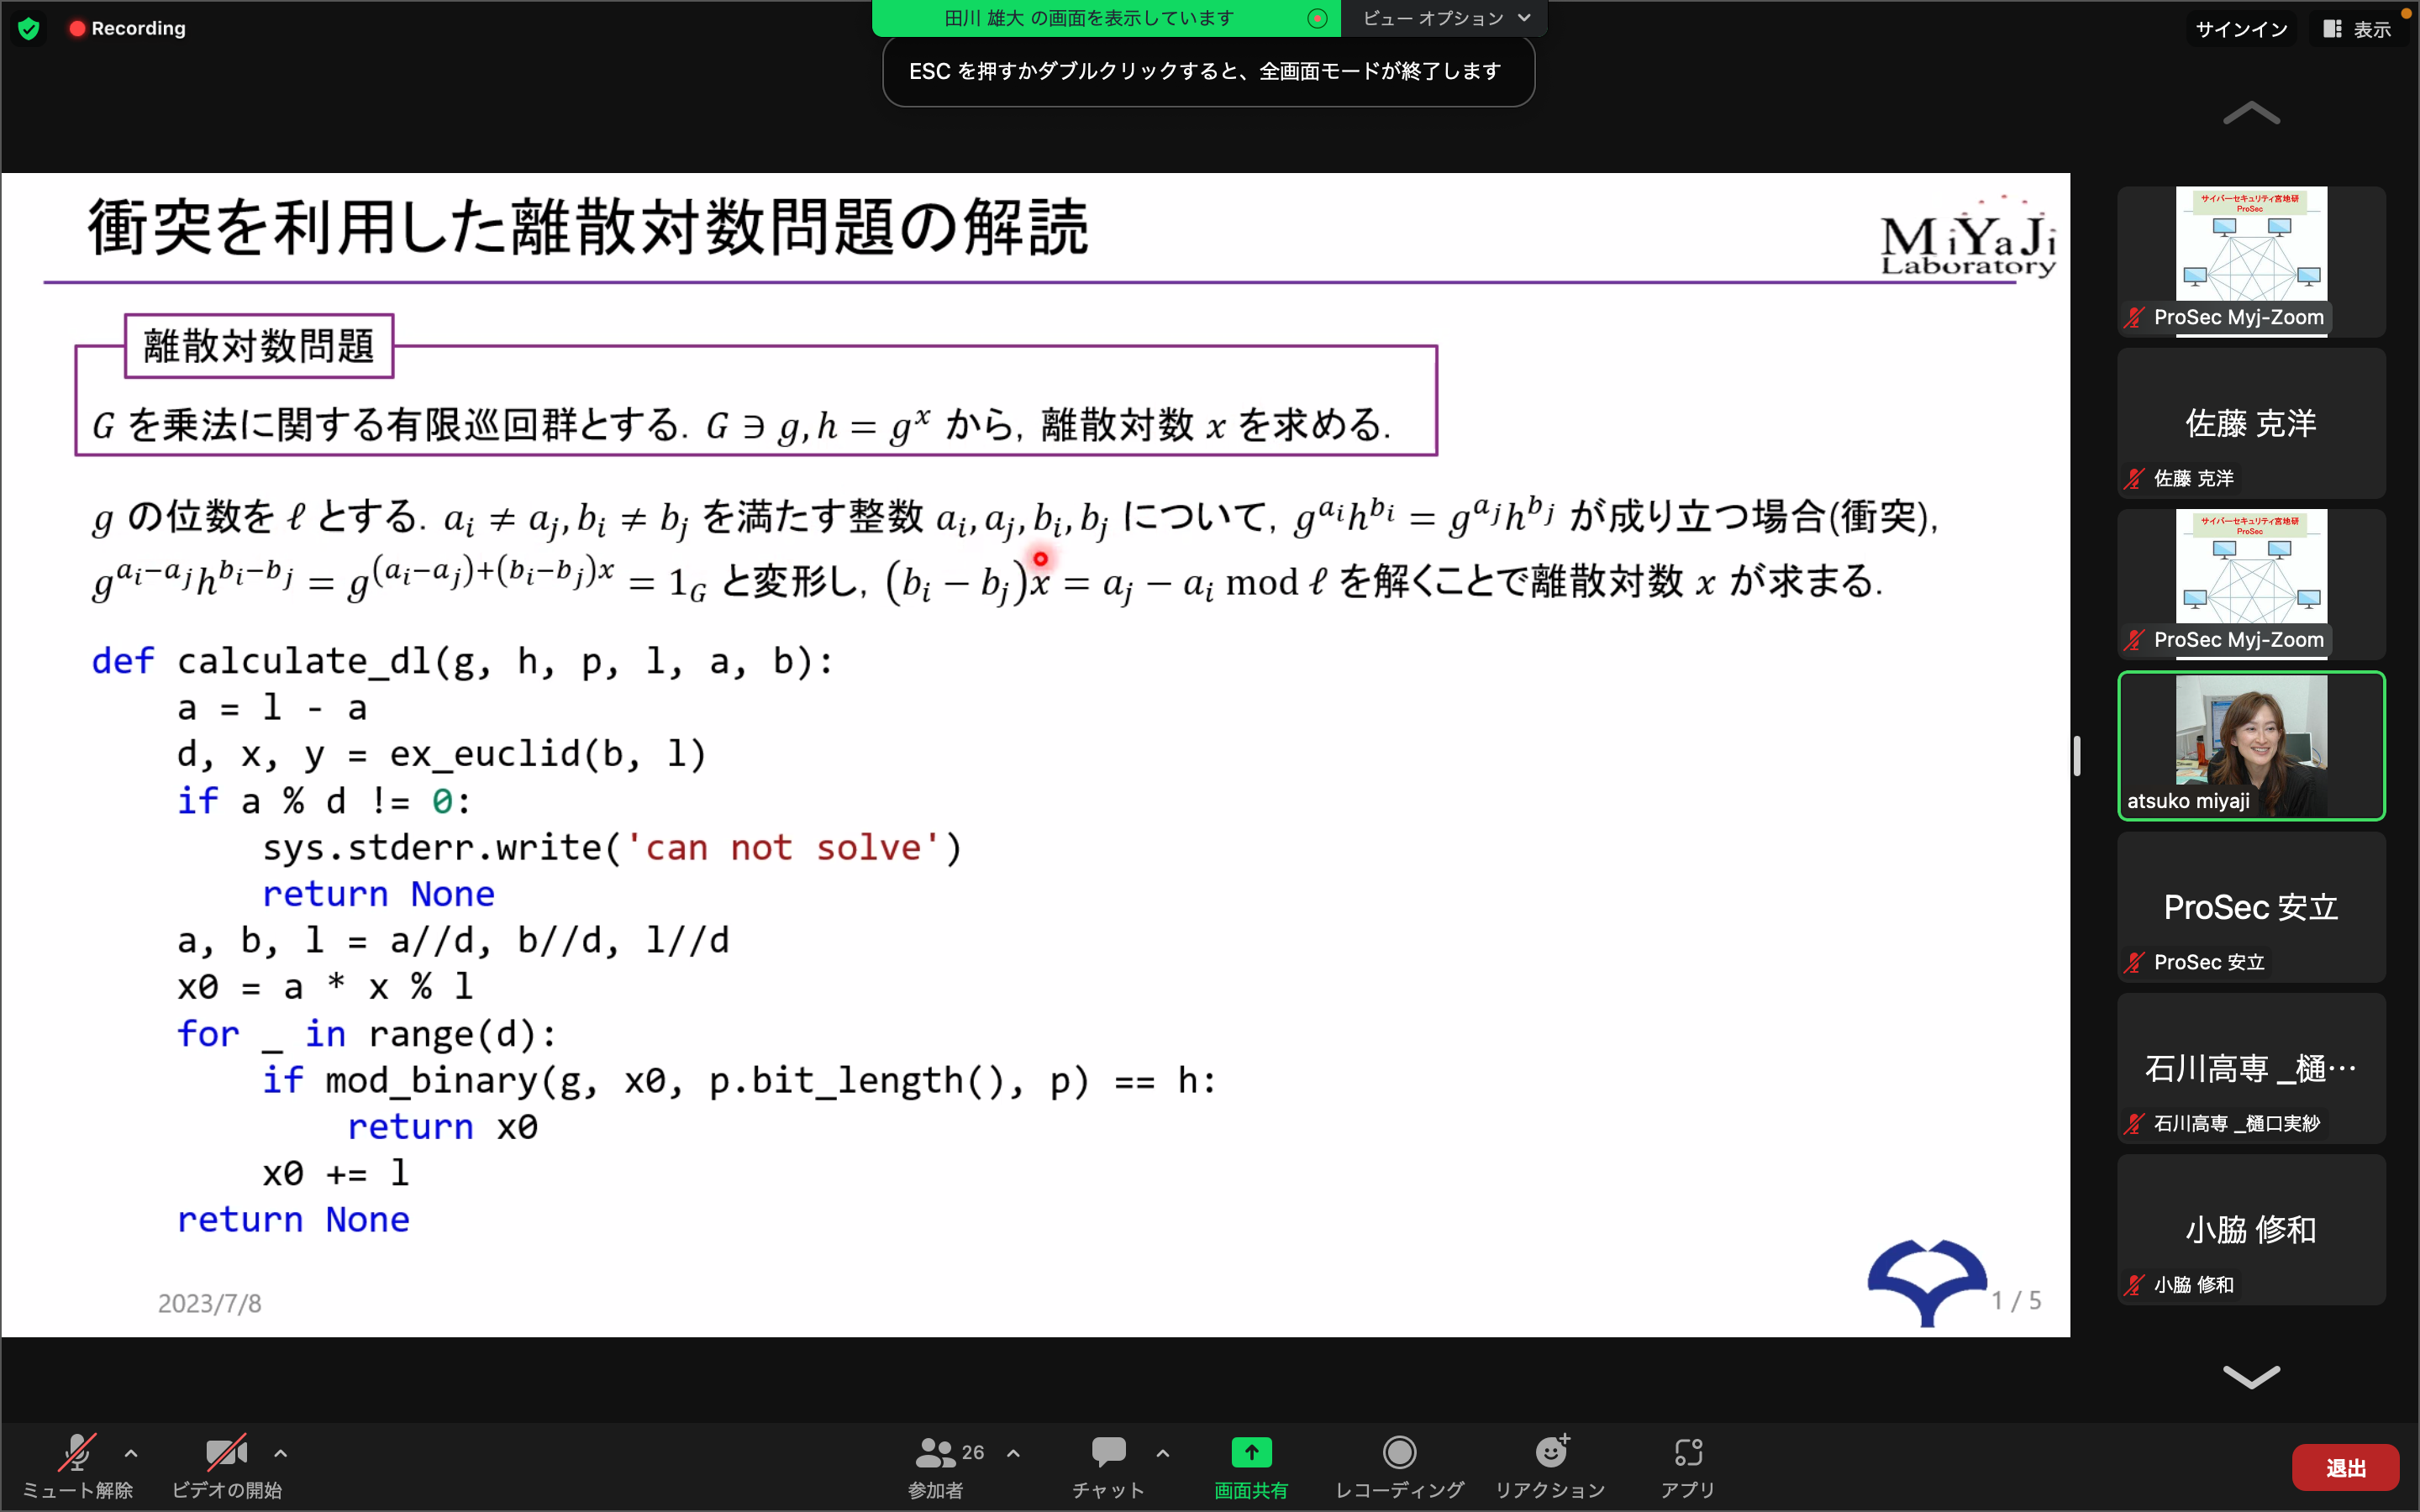 Recording
田川 雄大 の画面を表示しています
ビュー オプション
サインイン
表示
ESC を押すかダブルクリックすると、全画面モードが終了します
衝突を利用した離散対数問題の解読
MiYaJi
Laboratory
離散対数問題
G を乗法に関する有限巡回群とする. G ∋ g, h = g^x から, 離散対数 x を求める.
g の位数を ℓ とする. a_i ≠ a_j, b_i ≠ b_j を満たす整数 a_i, a_j, b_i, b_j について, g^{a_i}h^{b_i} = g^{a_j}h^{b_j} が成り立つ場合(衝突),
g^{a_i−a_j}h^{b_i−b_j} = g^{(a_i−a_j)+(b_i−b_j)x} = 1_G と変形し, (b_i − b_j)x = a_j − a_i mod ℓ を解くことで離散対数 x が求まる.
def calculate_dl(g, h, p, l, a, b):
    a = l - a
    d, x, y = ex_euclid(b, l)
    if a % d != 0:
        sys.stderr.write('can not solve')
        return None
    a, b, l = a//d, b//d, l//d
    x0 = a * x % l
    for _ in range(d):
        if mod_binary(g, x0, p.bit_length(), p) == h:
            return x0
        x0 += l
    return None
2023/7/8
1 / 5
サイバーセキュリティ宮地研
ProSec
ProSec Myj-Zoom
佐藤 克洋
佐藤 克洋
サイバーセキュリティ宮地研
ProSec
ProSec Myj-Zoom
atsuko miyaji
ProSec 安立
ProSec 安立
石川高専 _樋…
石川高専 _樋口実紗
小脇 修和
小脇 修和
ミュート解除
ビデオの開始
26
参加者
チャット
画面共有
レコーディング
リアクション
アプリ
退出